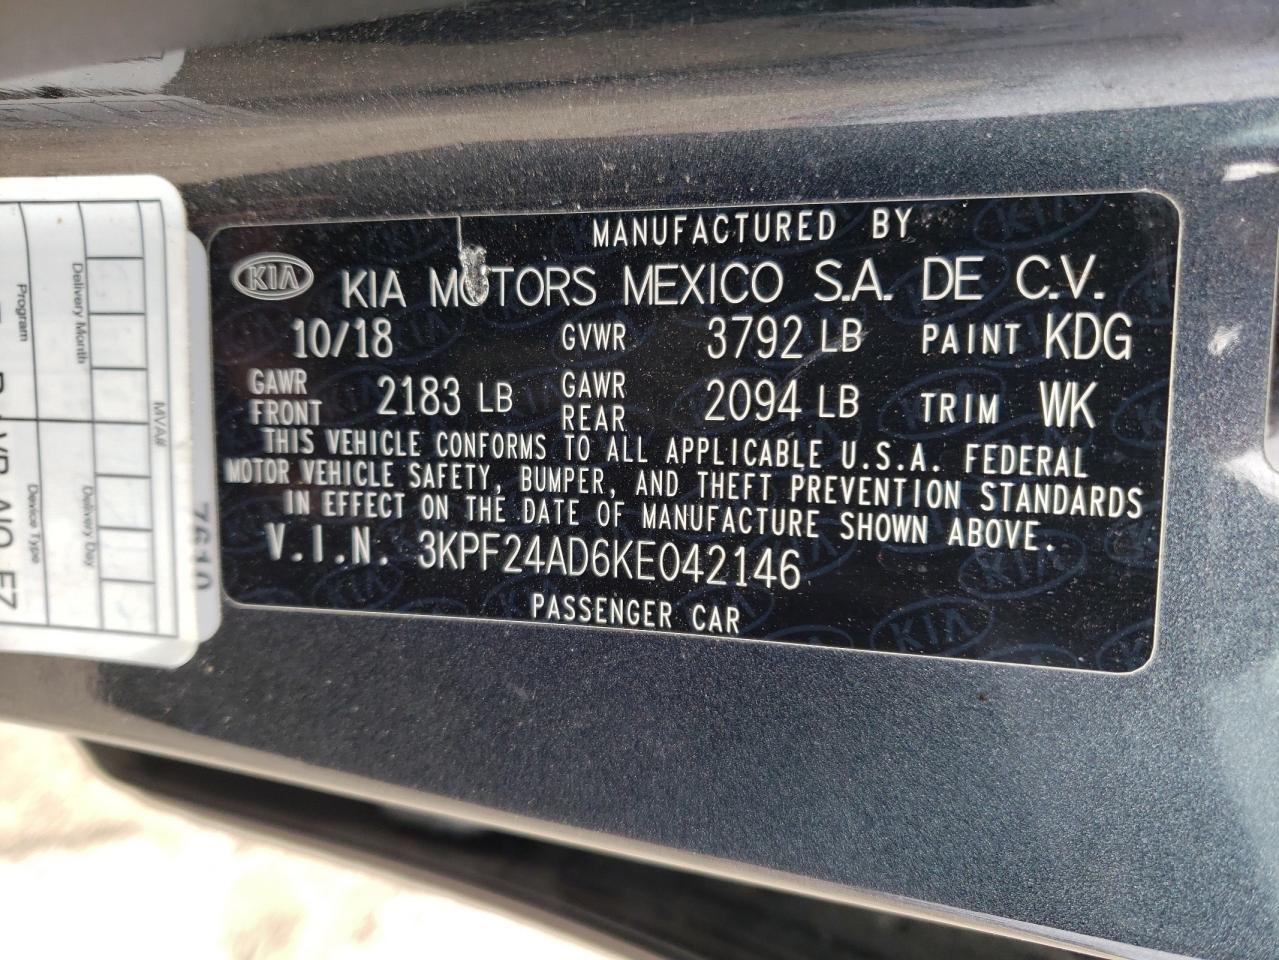 MANUFACTURED BY
KIA KIA MOTORS MEXICO S.A. DE C.V.
10/18 GVWR 3792 LB PAINT KDG
GAWR FRONT 2183 LB GAWR REAR 2094 LB TRIM WK
THIS VEHICLE CONFORMS TO ALL APPLICABLE U.S.A. FEDERAL
MOTOR VEHICLE SAFETY, BUMPER, AND THEFT PREVENTION STANDARDS
IN EFFECT ON THE DATE OF MANUFACTURE SHOWN ABOVE.
V.I.N. 3KPF24AD6KE042146
PASSENGER CAR
MVA#
Delivery Month
Delivery Day
Program
Device Type
7610